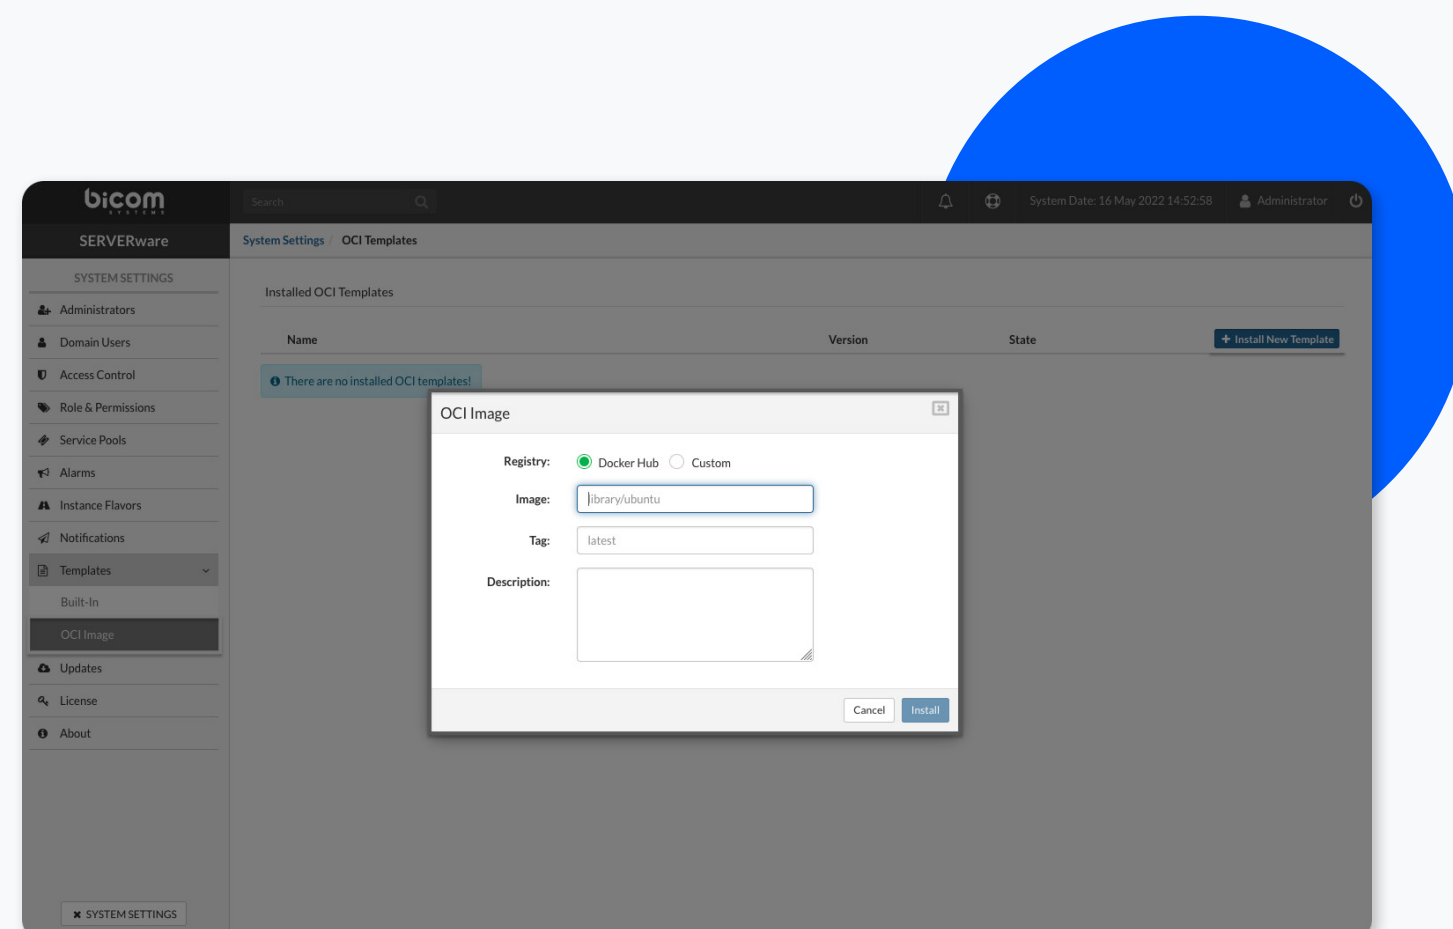 bicom
SYSTEMS
Search
System Date: 16 May 2022 14:52:58
Administrator
SERVERware
System Settings / OCI Templates
SYSTEM SETTINGS
Administrators
Domain Users
Access Control
Role & Permissions
Service Pools
Alarms
Instance Flavors
Notifications
Templates
Built-In
OCI Image
Updates
License
About
SYSTEM SETTINGS
Installed OCI Templates
Name Version State + Install New Template
There are no installed OCI templates!
OCI Image
Registry: Docker Hub Custom
Image: library/ubuntu
Tag: latest
Description:
Cancel Install